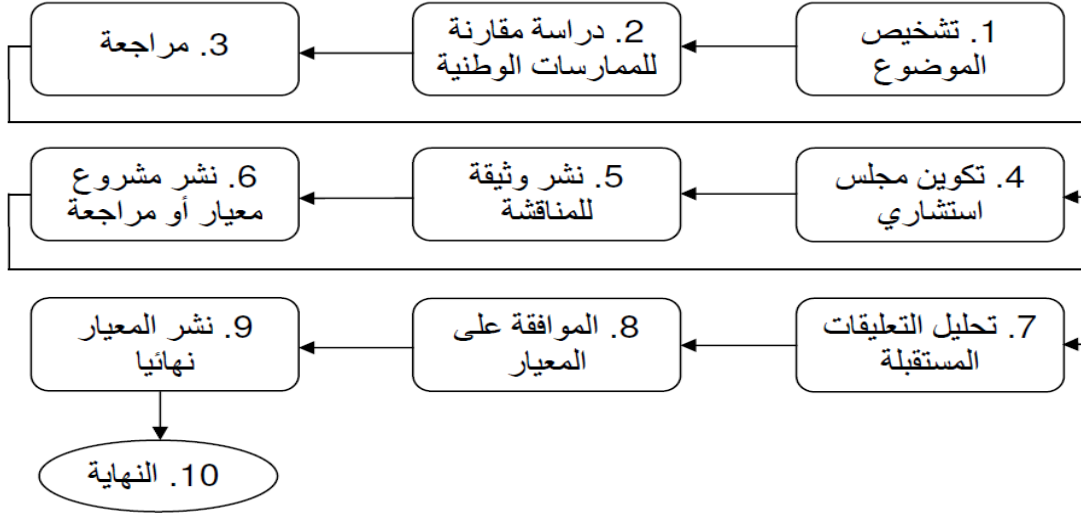 1. تشخيص
الموضوع
2. دراسة مقارنة
للممارسات الوطنية
3. مراجعة
4. تكوين مجلس
استشاري
5. نشر وثيقة
للمناقشة
6. نشر مشروع
معيار أو مراجعة
7. تحليل التعليقات
المستقبلة
8. الموافقة على
المعيار
9. نشر المعيار
نهائيا
10. النهاية